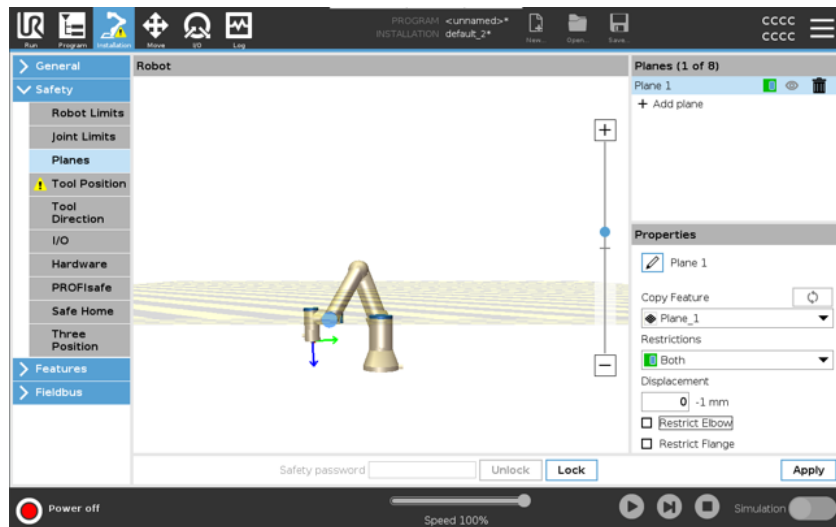 UR
PROGRAM <unnamed>*
INSTALLATION default_2*
Run Program Installation Move I/O Log
New... Open... Save...
cccc
cccc
General
Safety
Robot Limits
Joint Limits
Planes
Tool Position
Tool
Direction
I/O
Hardware
PROFIsafe
Safe Home
Three
Position
Features
Fieldbus
Robot
+
−
Safety password
Unlock
Lock
Planes (1 of 8)
Plane 1
+ Add plane
Properties
Plane 1
Copy Feature
Plane_1
Restrictions
Both
Displacement
0 -1 mm
Restrict Elbow
Restrict Flange
Apply
Power off
Speed 100%
Simulation